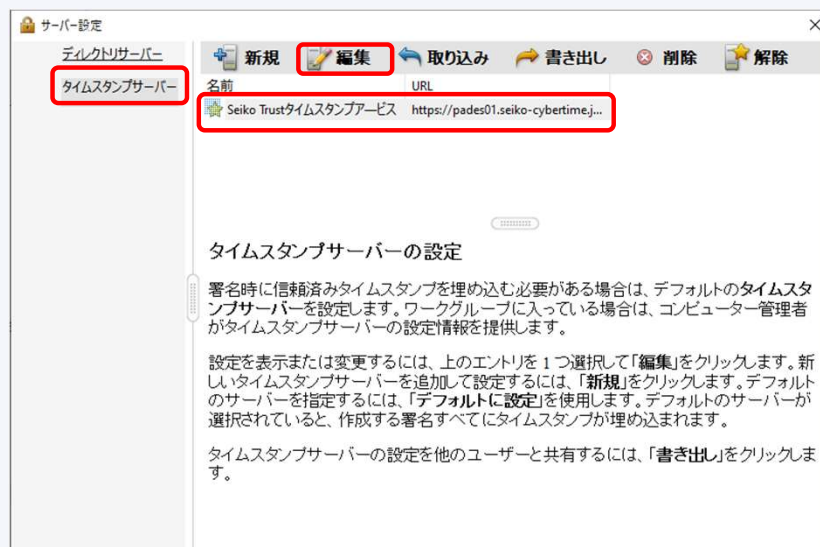 サーバー設定
ディレクトリサーバー
タイムスタンプサーバー
新規 編集 取り込み 書き出し 削除 解除
名前 URL
Seiko Trustタイムスタンプアービス https://pades01.seiko-cybertime.j...
タイムスタンプサーバーの設定
署名時に信頼済みタイムスタンプを埋め込む必要がある場合は、デフォルトのタイムスタ
ンプサーバーを設定します。ワークグループに入っている場合は、コンピューター管理者
がタイムスタンプサーバーの設定情報を提供します。
設定を表示または変更するには、上のエントリを 1 つ選択して「編集」をクリックします。新
しいタイムスタンプサーバーを追加して設定するには、「新規」をクリックします。デフォルト
のサーバーを指定するには、「デフォルトに設定」を使用します。デフォルトのサーバーが
選択されていると、作成する署名すべてにタイムスタンプが埋め込まれます。
タイムスタンプサーバーの設定を他のユーザーと共有するには、「書き出し」をクリックしま
す。